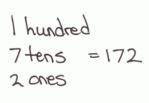 1 hundred
7 tens = 172
2 ones